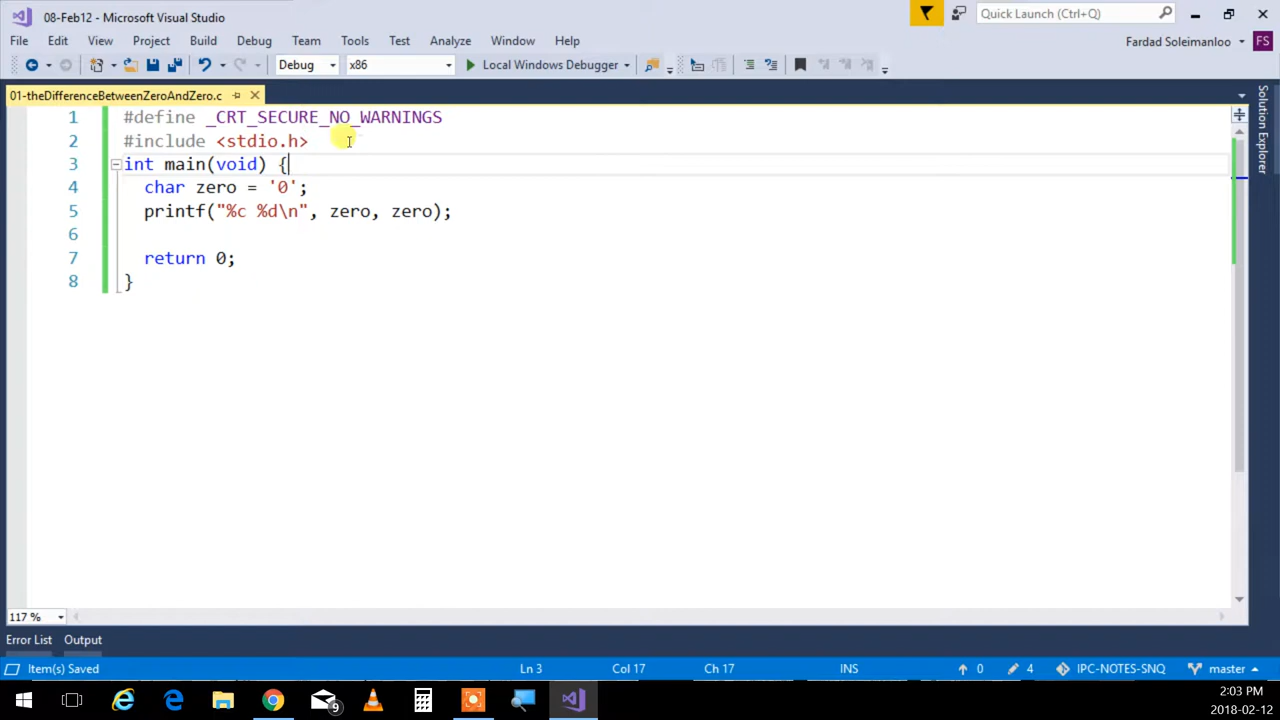 08-Feb12 - Microsoft Visual Studio
Quick Launch (Ctrl+Q)
File Edit View Project Build Debug Team Tools Test Analyze Window Help
Fardad Soleimanloo FS
Debug x86 Local Windows Debugger
01-theDifferenceBetweenZeroAndZero.c
Solution Explorer
1 #define _CRT_SECURE_NO_WARNINGS
2 #include <stdio.h>
3 int main(void) {
4 char zero = '0';
5 printf("%c %d\n", zero, zero);
6
7 return 0;
8 }
117 %
Error List Output
Item(s) Saved Ln 3 Col 17 Ch 17 INS 0 4 IPC-NOTES-SNQ master
9
2:03 PM
2018-02-12